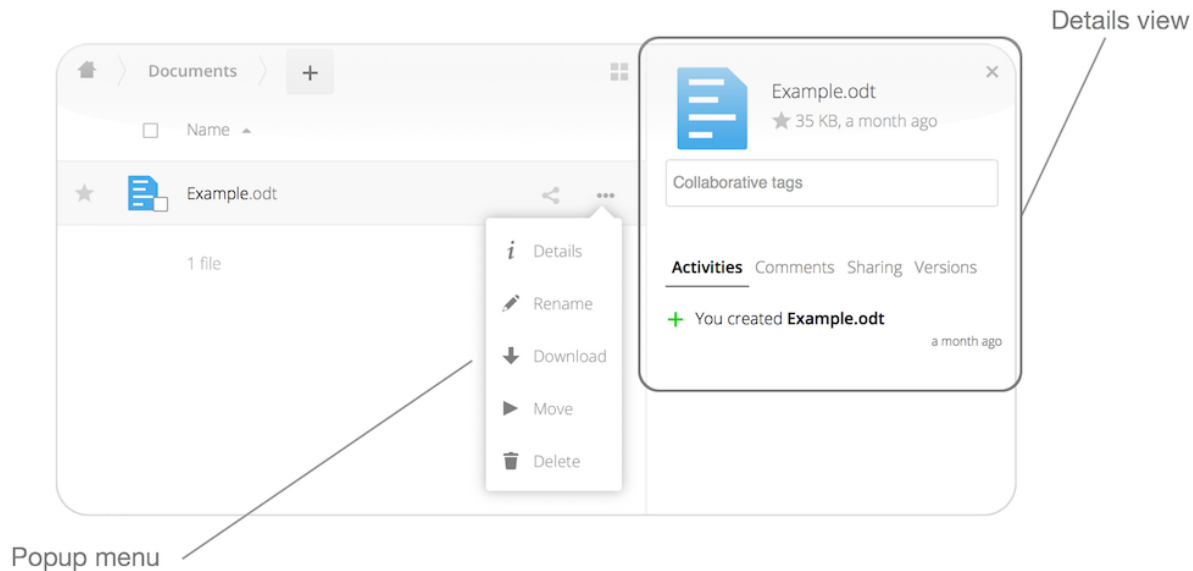 Details view
Documents
Name
Example.odt
1 file
Details
Rename
Download
Move
Delete
Example.odt
35 KB, a month ago
Collaborative tags
Activities Comments Sharing Versions
You created Example.odt
a month ago
Popup menu